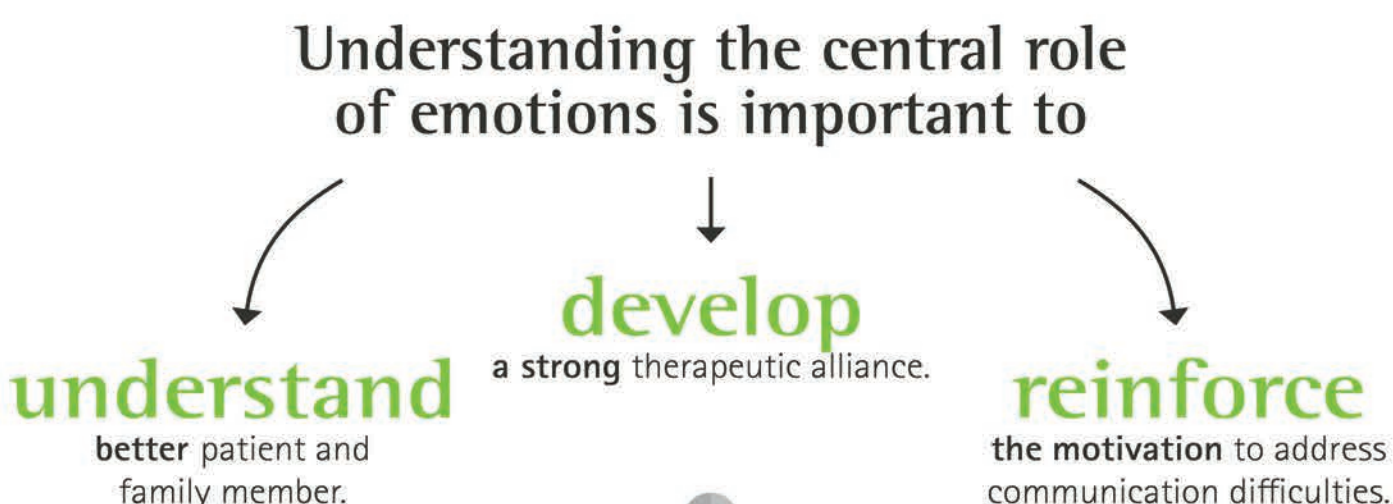 Understanding the central role
of emotions is important to
understand
better patient and
family member.
develop
a strong therapeutic alliance.
reinforce
the motivation to address
communication difficulties.